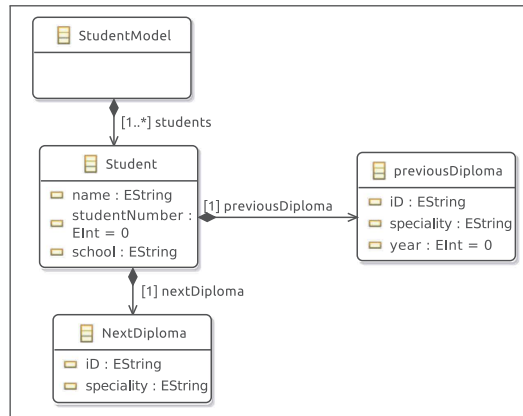 StudentModel
[1..*] students
Student
name : EString
studentNumber :
EInt = 0
school : EString
[1] previousDiploma
previousDiploma
iD : EString
speciality : EString
year : EInt = 0
[1] nextDiploma
NextDiploma
iD : EString
speciality : EString